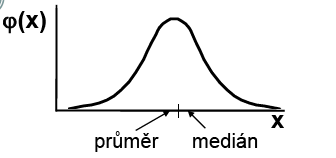 φ(x)
x
průměr medián